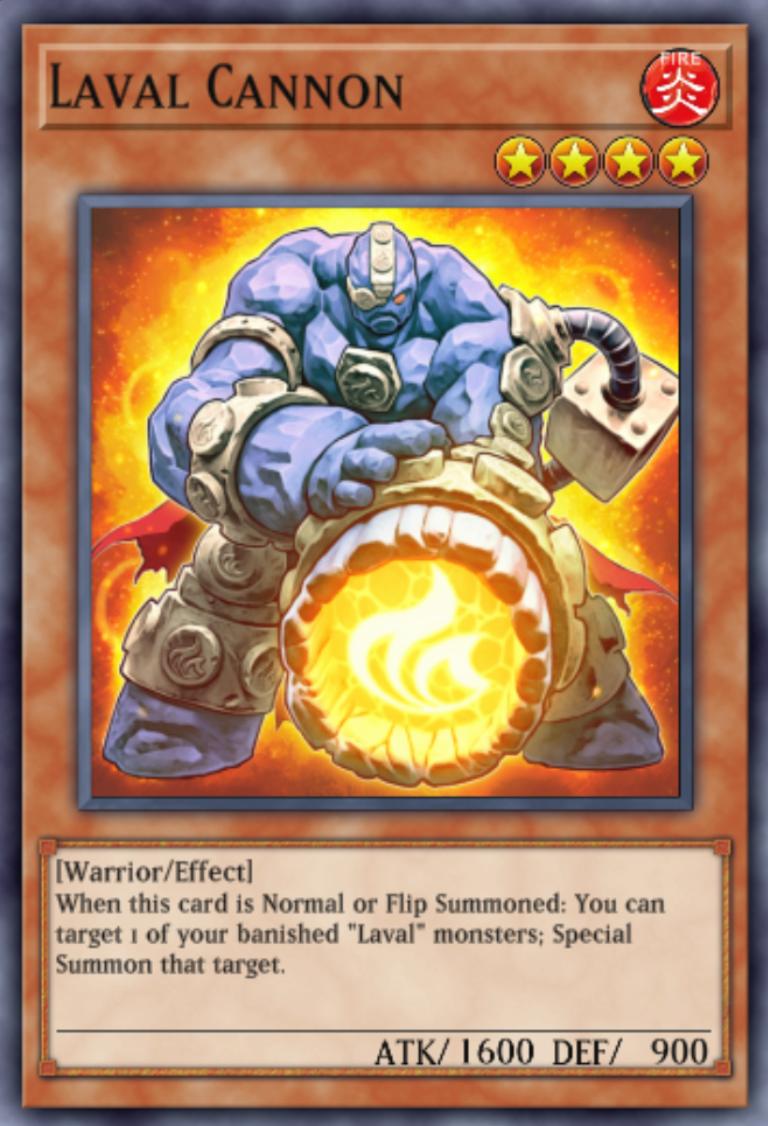 Laval Cannon
FIRE
炎
[Warrior/Effect]
When this card is Normal or Flip Summoned: You can
target 1 of your banished "Laval" monsters; Special
Summon that target.
ATK/ 1600 DEF/ 900